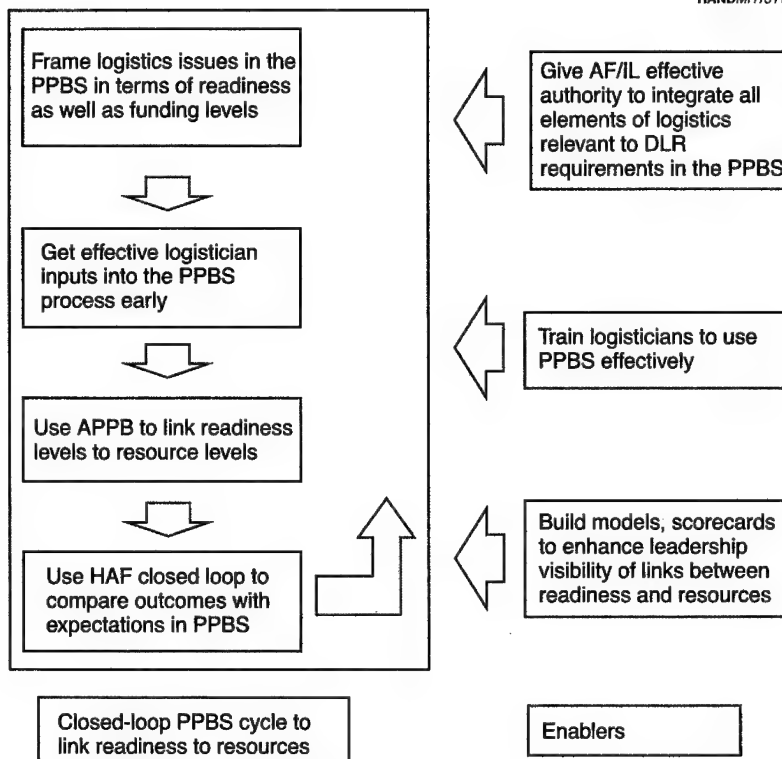 Frame logistics issues in the
PPBS in terms of readiness
as well as funding levels
Get effective logistician
inputs into the PPBS
process early
Use APPB to link readiness
levels to resource levels
Use HAF closed loop to
compare outcomes with
expectations in PPBS
Closed-loop PPBS cycle to
link readiness to resources
Give AF/IL effective
authority to integrate all
elements of logistics
relevant to DLR
requirements in the PPBS
Train logisticians to use
PPBS effectively
Build models, scorecards
to enhance leadership
visibility of links between
readiness and resources
Enablers